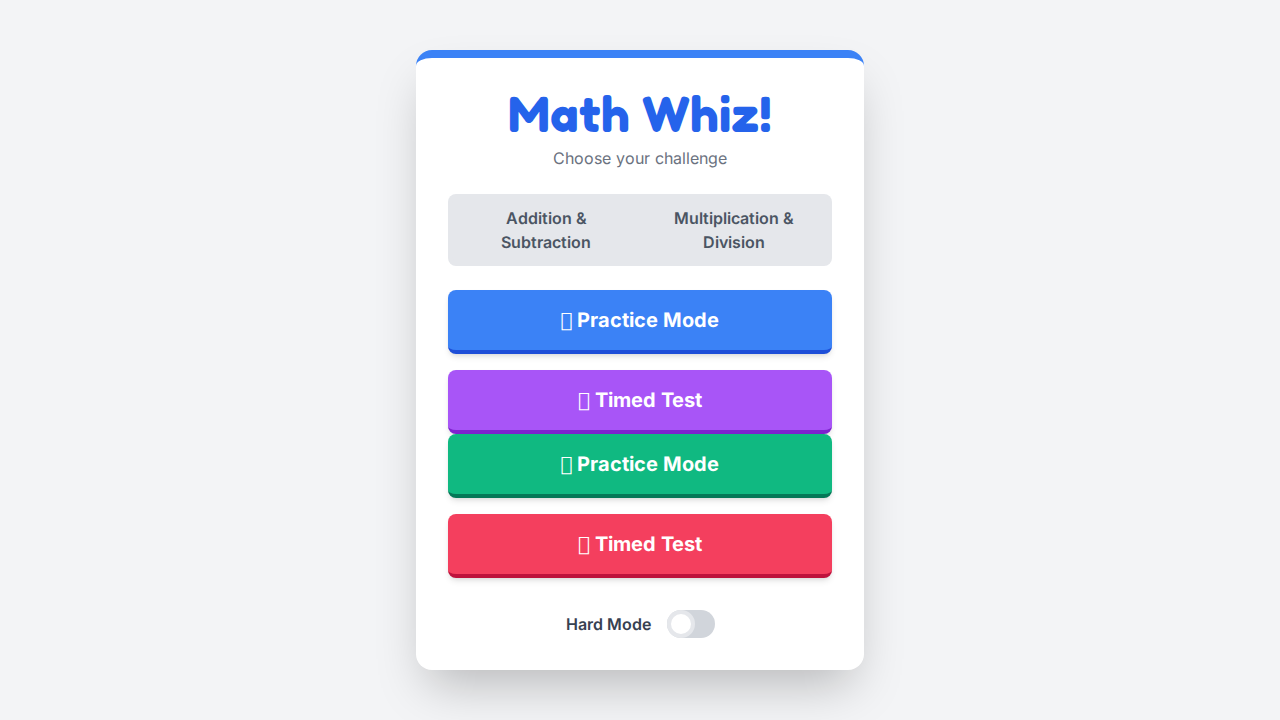 Math Whiz!
Choose your challenge
Addition &
Subtraction
Multiplication &
Division
Practice Mode
Timed Test
Practice Mode
Timed Test
Hard Mode